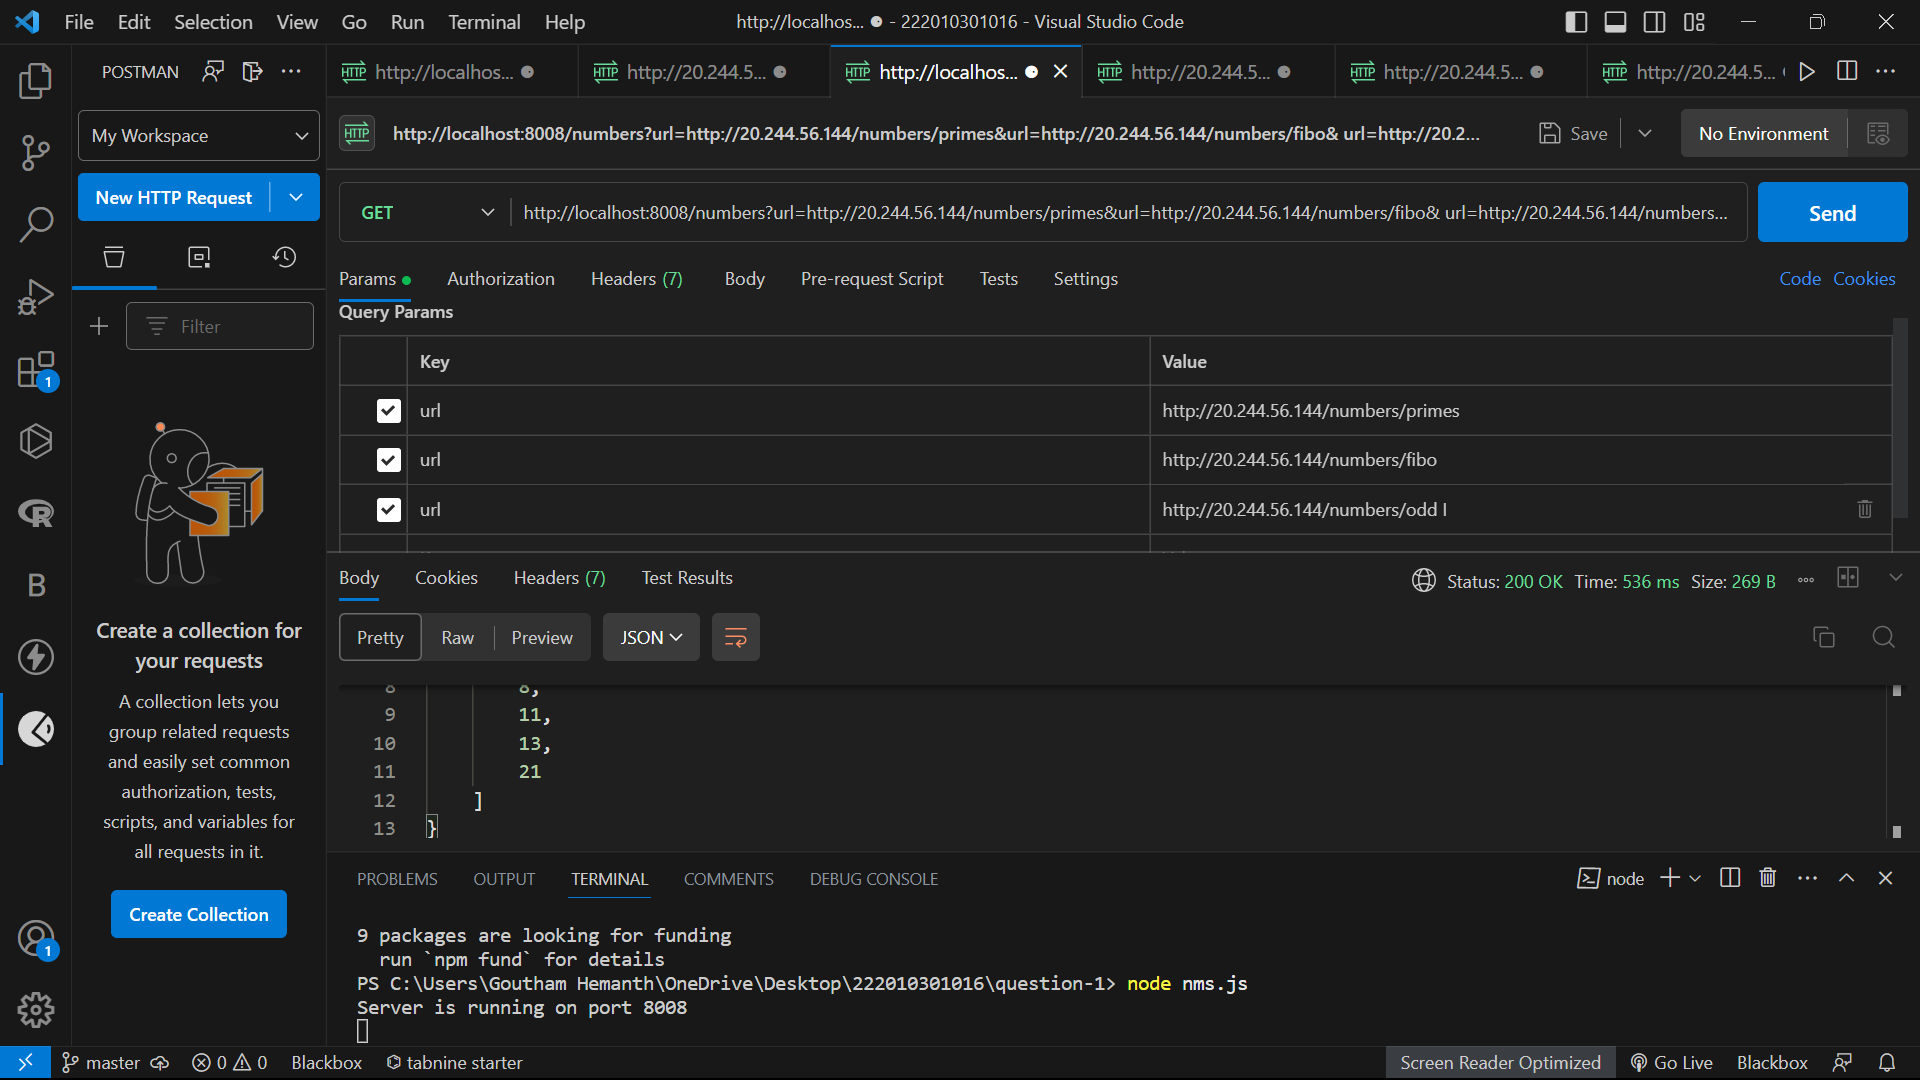 File Edit Selection View Go Run Terminal Help
http://localhos... ● - 222010301016 - Visual Studio Code
POSTMAN
HTTP http://localhos... HTTP http://20.244.5... HTTP http://localhos... HTTP http://20.244.5... HTTP http://20.244.5... HTTP http://20.244.5...
My Workspace
HTTP http://localhost:8008/numbers?url=http://20.244.56.144/numbers/primes&url=http://20.244.56.144/numbers/fibo& url=http://20.2...
Save
No Environment
New HTTP Request
GET http://localhost:8008/numbers?url=http://20.244.56.144/numbers/primes&url=http://20.244.56.144/numbers/fibo& url=http://20.244.56.144/numbers...
Send
Params Authorization Headers (7) Body Pre-request Script Tests Settings
Code Cookies
Query Params
Filter
Key Value
url http://20.244.56.144/numbers/primes
url http://20.244.56.144/numbers/fibo
url http://20.244.56.144/numbers/odd I
1
R
B
Create a collection for
your requests
A collection lets you
group related requests
and easily set common
authorization, tests,
scripts, and variables for
all requests in it.
Create Collection
1
Body Cookies Headers (7) Test Results
Status: 200 OK Time: 536 ms Size: 269 B
Pretty Raw Preview JSON
8 8,
9 11,
10 13,
11 21
12 ]
13 }
PROBLEMS OUTPUT TERMINAL COMMENTS DEBUG CONSOLE
node
9 packages are looking for funding
run `npm fund` for details
PS C:\Users\Goutham Hemanth\OneDrive\Desktop\222010301016\question-1> node nms.js
Server is running on port 8008
master 0 0 Blackbox tabnine starter
Screen Reader Optimized Go Live Blackbox